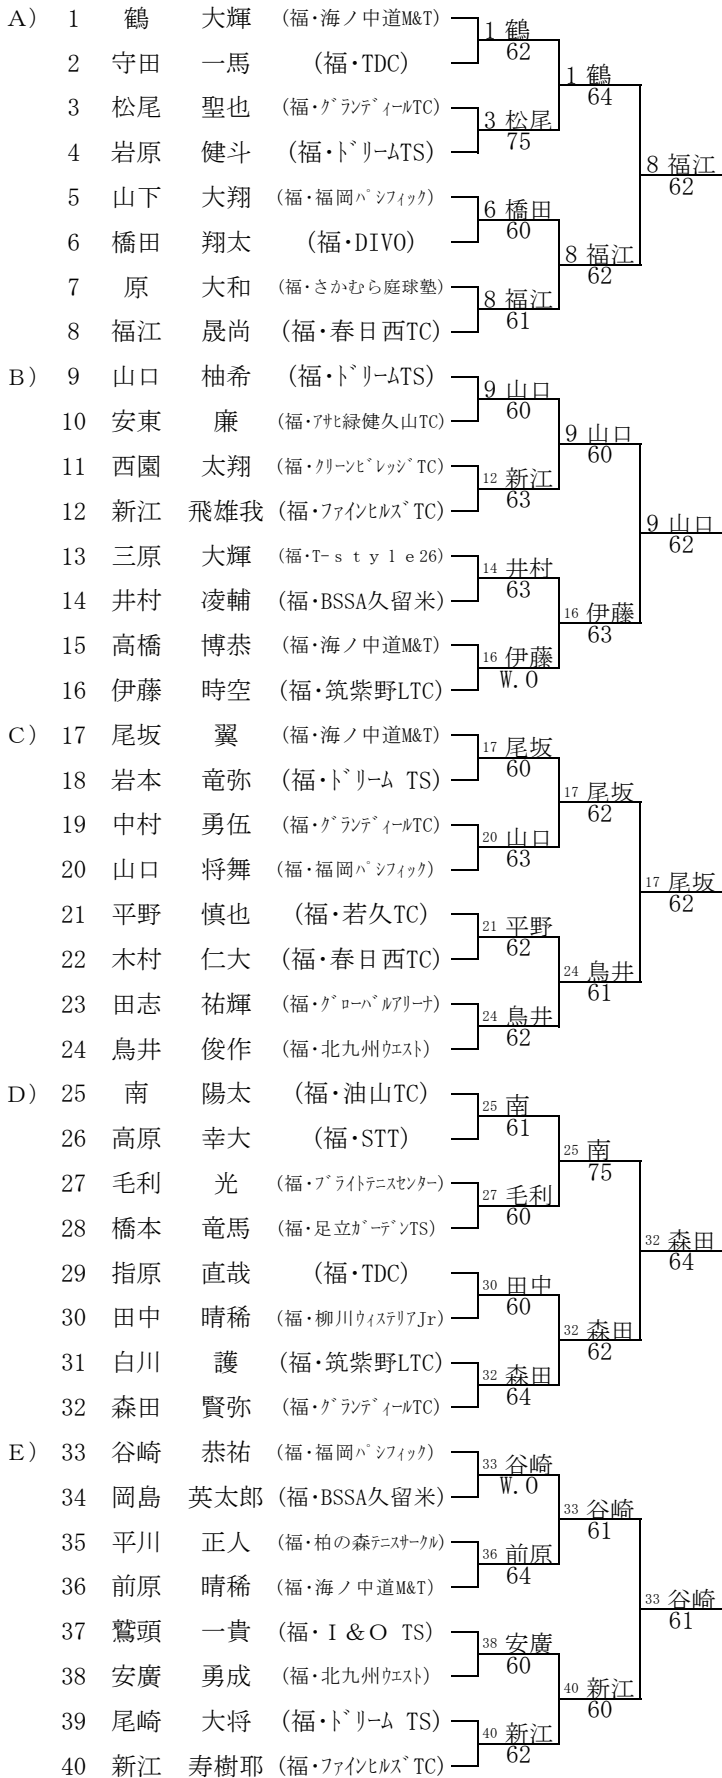 A) 1 鶴 大輝 (福・海ノ中道M&T)
1 鶴
62
2 守田 一馬 (福・TDC)
1 鶴
64
3 松尾 聖也 (福・グランディールTC)
3 松尾
75
4 岩原 健斗 (福・ドリームTS)
8 福江
62
5 山下 大翔 (福・福岡パシフィック)
6 橋田
60
6 橋田 翔太 (福・DIVO)
8 福江
62
7 原 大和 (福・さかむら庭球塾)
8 福江
61
8 福江 晟尚 (福・春日西TC)
B) 9 山口 柚希 (福・ドリームTS)
9 山口
60
10 安東 廉 (福・アサヒ緑健久山TC)
9 山口
60
11 西園 太翔 (福・クリーンビレッジTC)
12 新江
63
12 新江 飛雄我 (福・ファインヒルズTC)
9 山口
62
13 三原 大輝 (福・T-style26)
14 井村
63
14 井村 凌輔 (福・BSSA久留米)
16 伊藤
63
15 高橋 博恭 (福・海ノ中道M&T)
16 伊藤
W.O
16 伊藤 時空 (福・筑紫野LTC)
C) 17 尾坂 翼 (福・海ノ中道M&T)
17 尾坂
60
18 岩本 竜弥 (福・ドリーム TS)
17 尾坂
62
19 中村 勇伍 (福・グランディールTC)
20 山口
63
20 山口 将舞 (福・福岡パシフィック)
17 尾坂
62
21 平野 慎也 (福・若久TC)
21 平野
62
22 木村 仁大 (福・春日西TC)
24 鳥井
61
23 田志 祐輝 (福・グローバルアリーナ)
24 鳥井
62
24 鳥井 俊作 (福・北九州ウエスト)
D) 25 南 陽太 (福・油山TC)
25 南
61
26 高原 幸大 (福・STT)
25 南
75
27 毛利 光 (福・ブライトテニスセンター)
27 毛利
60
28 橋本 竜馬 (福・足立ガーデンTS)
32 森田
64
29 指原 直哉 (福・TDC)
30 田中
60
30 田中 晴稀 (福・柳川ウィステリアJr)
32 森田
62
31 白川 護 (福・筑紫野LTC)
32 森田
64
32 森田 賢弥 (福・グランディールTC)
E) 33 谷崎 恭祐 (福・福岡パシフィック)
33 谷崎
W.O
34 岡島 英太郎 (福・BSSA久留米)
33 谷崎
61
35 平川 正人 (福・柏の森テニスサークル)
36 前原
64
36 前原 晴稀 (福・海ノ中道M&T)
33 谷崎
61
37 鷲頭 一貴 (福・I&O TS)
38 安廣
60
38 安廣 勇成 (福・北九州ウエスト)
40 新江
60
39 尾崎 大将 (福・ドリーム TS)
40 新江
62
40 新江 寿樹耶 (福・ファインヒルズTC)